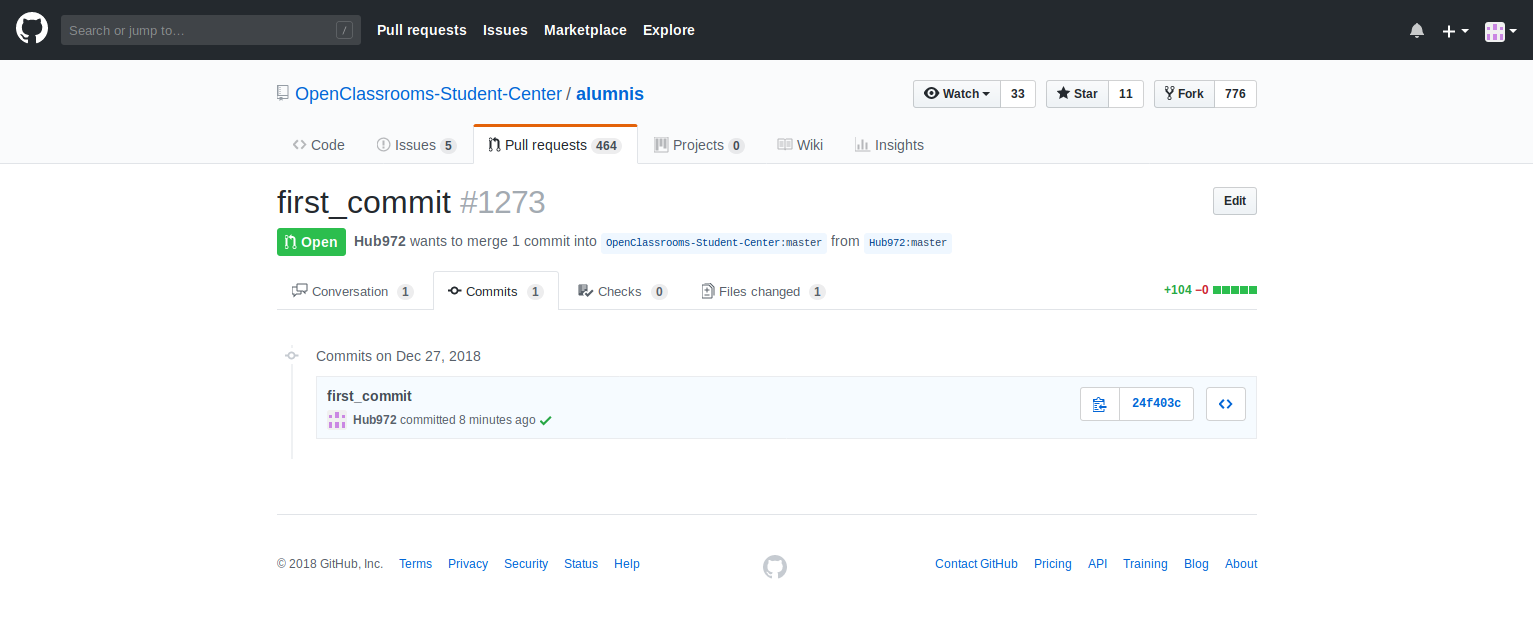 Search or jump to… / Pull requests Issues Marketplace Explore
OpenClassrooms-Student-Center / alumnis Watch 33 Star 11 Fork 776
Code Issues 5 Pull requests 464 Projects 0 Wiki Insights
first_commit #1273 Edit
Open Hub972 wants to merge 1 commit into OpenClassrooms-Student-Center:master from Hub972:master
Conversation 1 Commits 1 Checks 0 Files changed 1 +104 −0
Commits on Dec 27, 2018
first_commit
24f403c
Hub972 committed 8 minutes ago
© 2018 GitHub, Inc. Terms Privacy Security Status Help Contact GitHub Pricing API Training Blog About